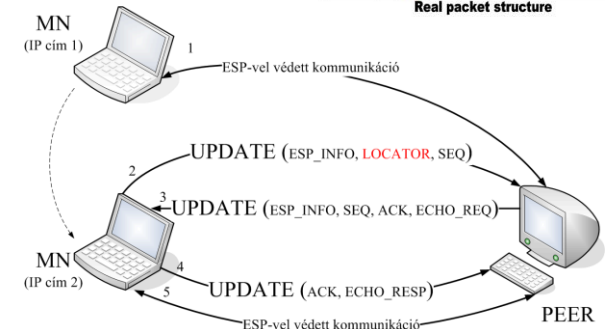 Real packet structure
MN
(IP cím 1)
1
ESP-vel védett kommunikáció
UPDATE (ESP_INFO, LOCATOR, SEQ)
2
3
UPDATE (ESP_INFO, SEQ, ACK, ECHO_REQ)
MN
(IP cím 2)
4
UPDATE (ACK, ECHO_RESP)
5
ESP-vel védett kommunikáció
PEER